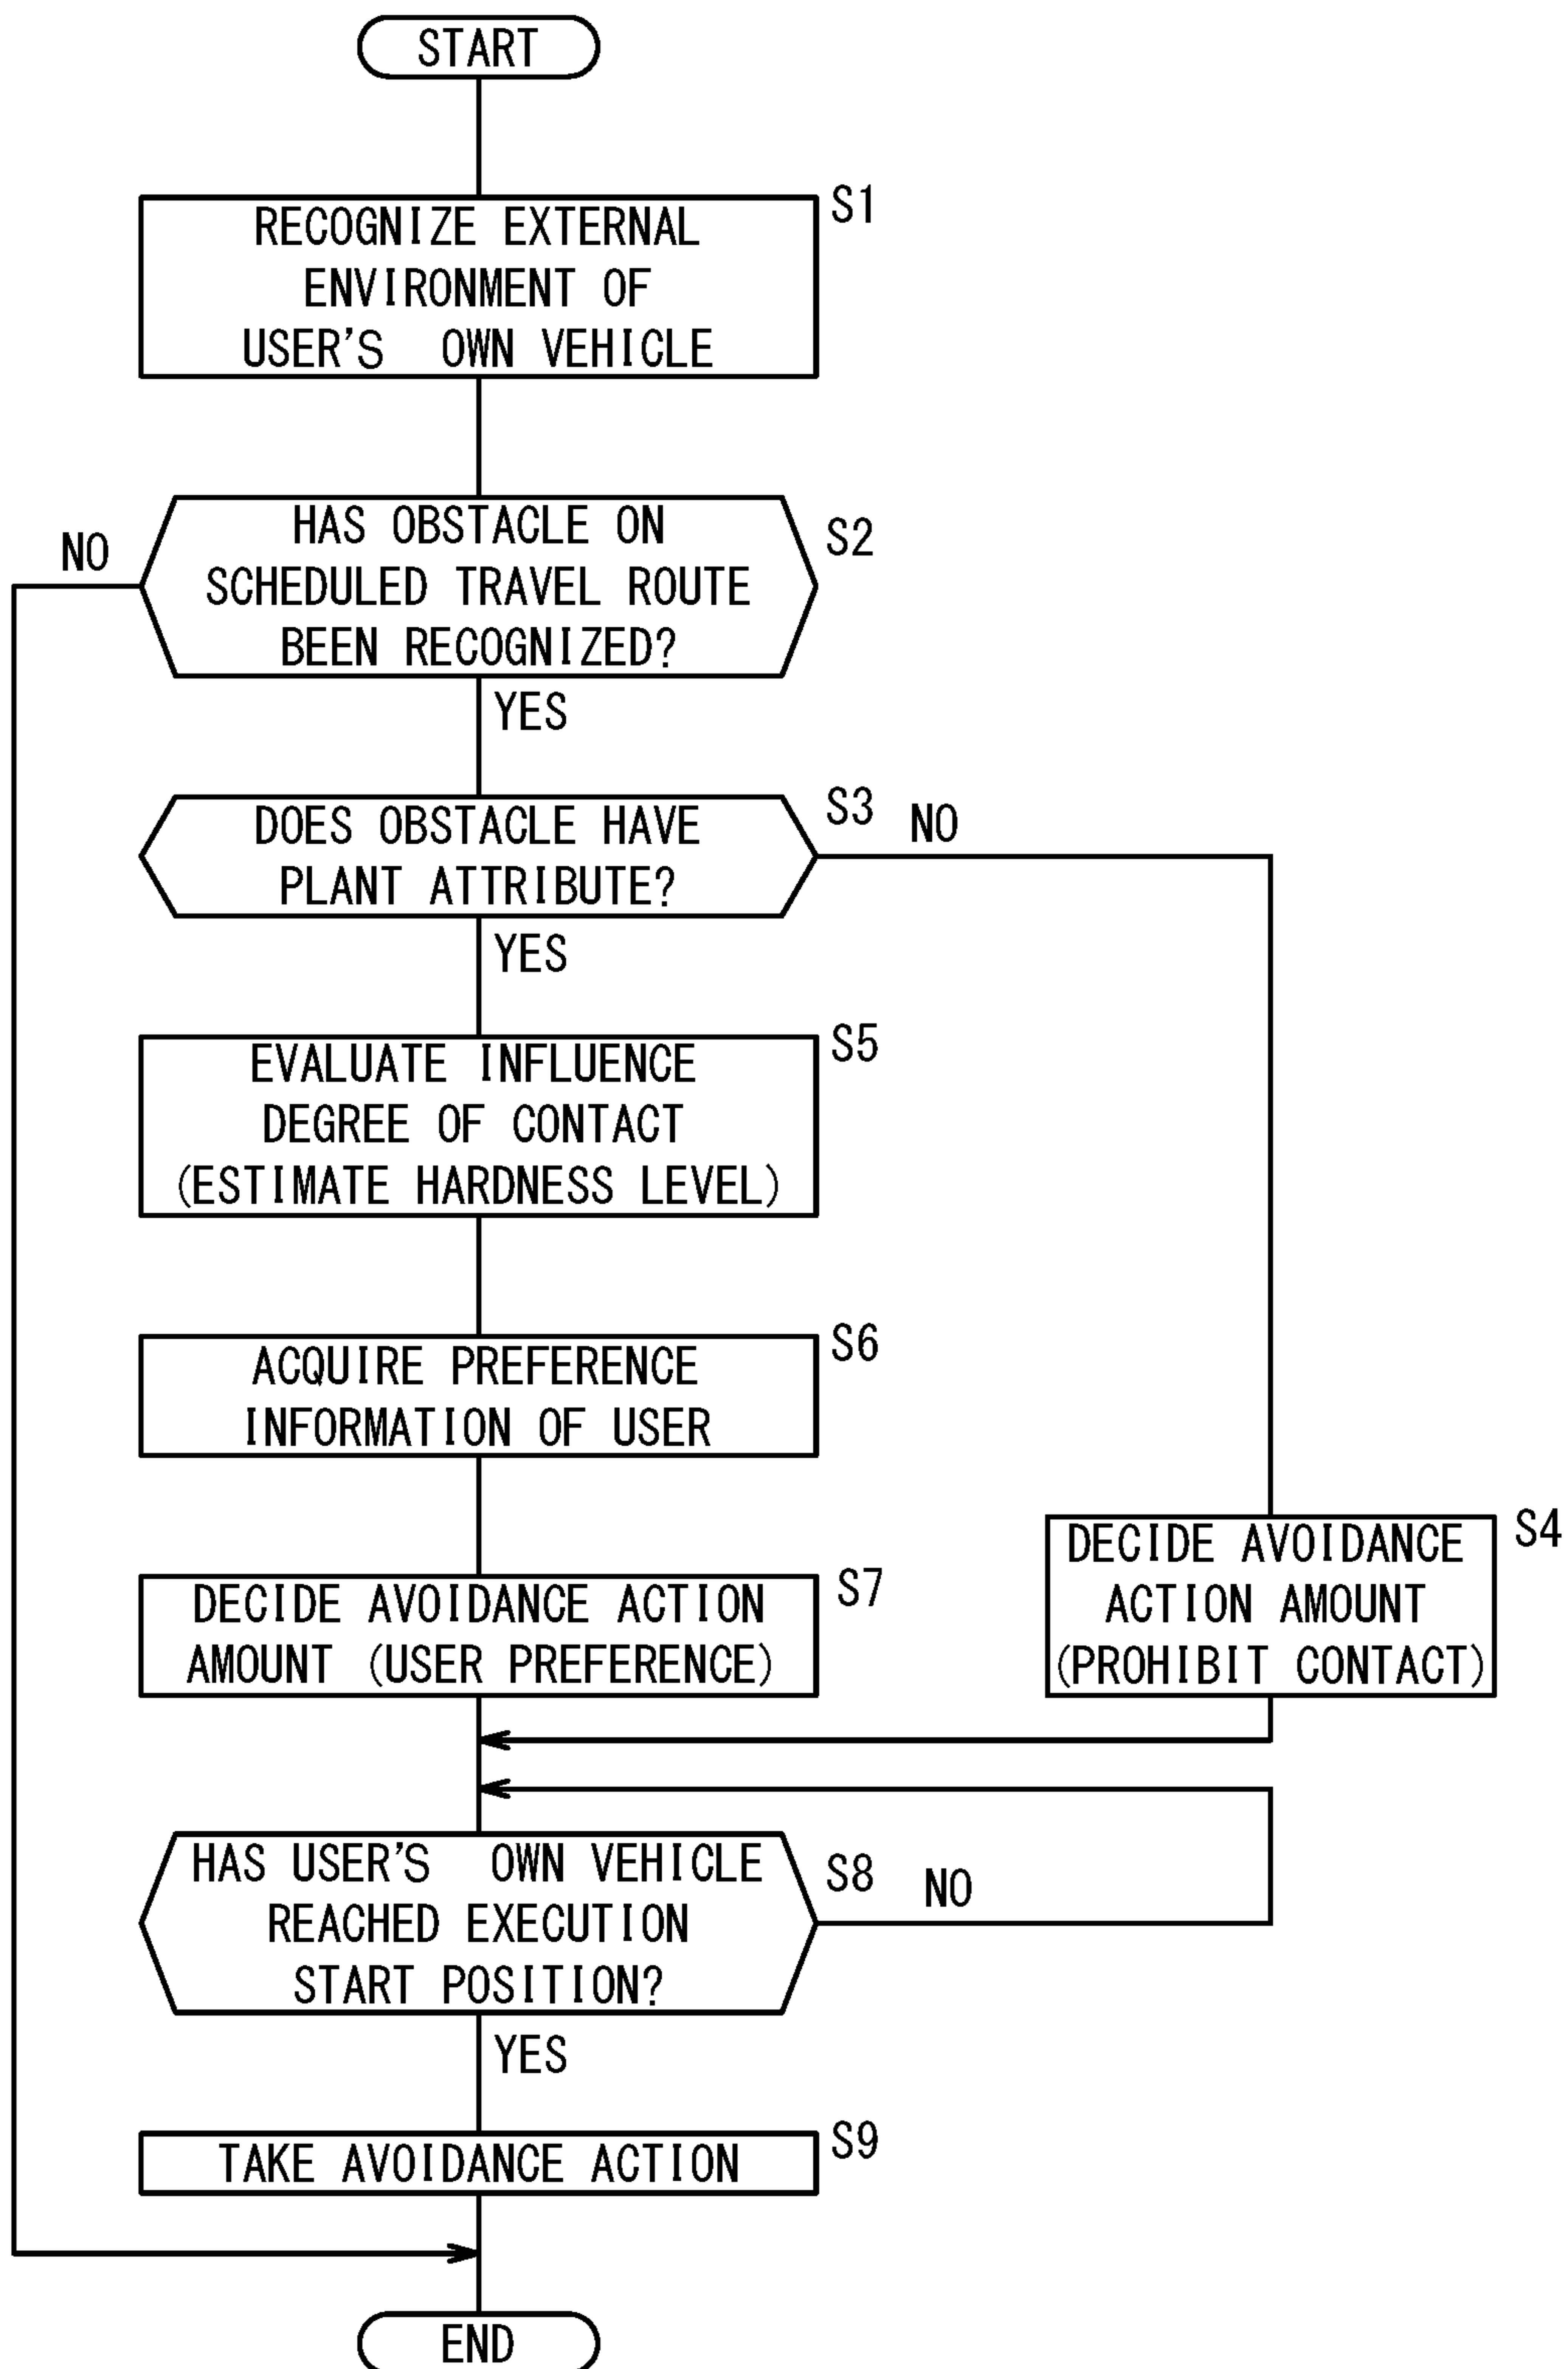 START
S1
RECOGNIZE EXTERNAL
ENVIRONMENT OF
USER'S OWN VEHICLE
S2
NO
HAS OBSTACLE ON
SCHEDULED TRAVEL ROUTE
BEEN RECOGNIZED?
YES
S3
NO
DOES OBSTACLE HAVE
PLANT ATTRIBUTE?
YES
S5
EVALUATE INFLUENCE
DEGREE OF CONTACT
(ESTIMATE HARDNESS LEVEL)
S6
ACQUIRE PREFERENCE
INFORMATION OF USER
S4
DECIDE AVOIDANCE
ACTION AMOUNT
(PROHIBIT CONTACT)
S7
DECIDE AVOIDANCE ACTION
AMOUNT (USER PREFERENCE)
HAS USER'S OWN VEHICLE
REACHED EXECUTION
START POSITION?
S8
NO
YES
S9
TAKE AVOIDANCE ACTION
END